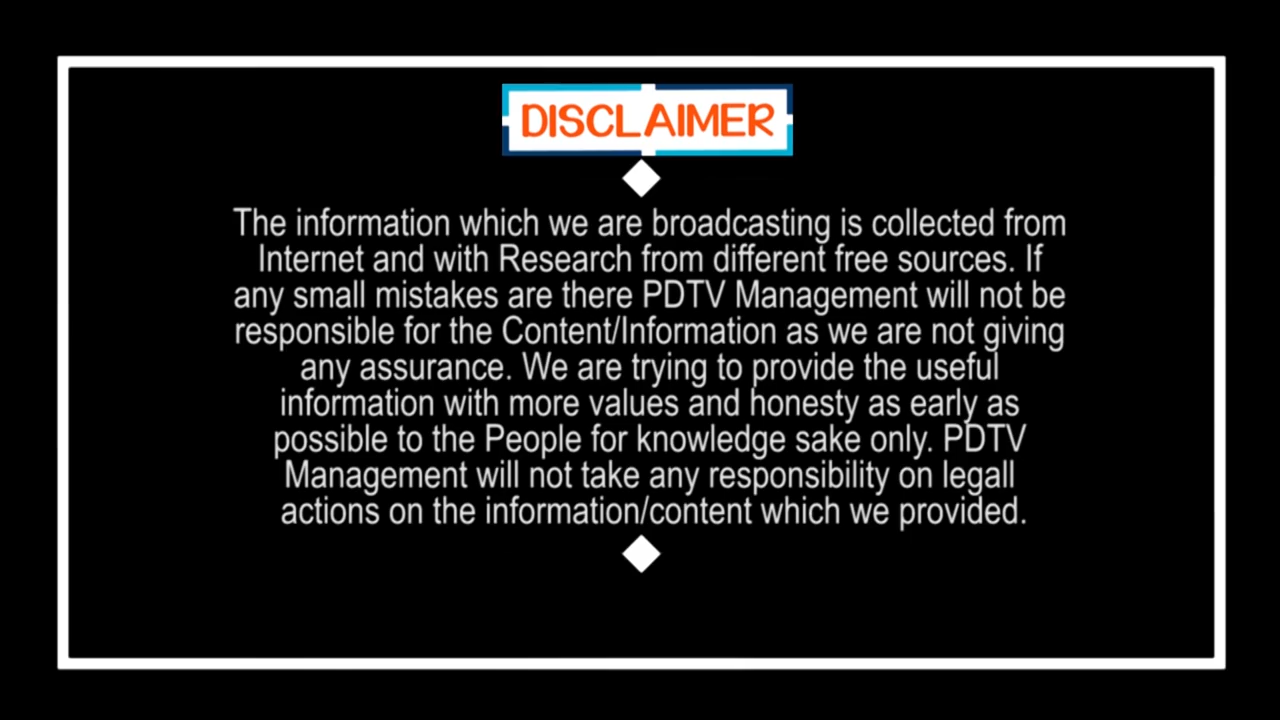 DISCLAIMER
The information which we are broadcasting is collected from
Internet and with Research from different free sources. If
any small mistakes are there PDTV Management will not be
responsible for the Content/Information as we are not giving
any assurance. We are trying to provide the useful
information with more values and honesty as early as
possible to the People for knowledge sake only. PDTV
Management will not take any responsibility on legall
actions on the information/content which we provided.